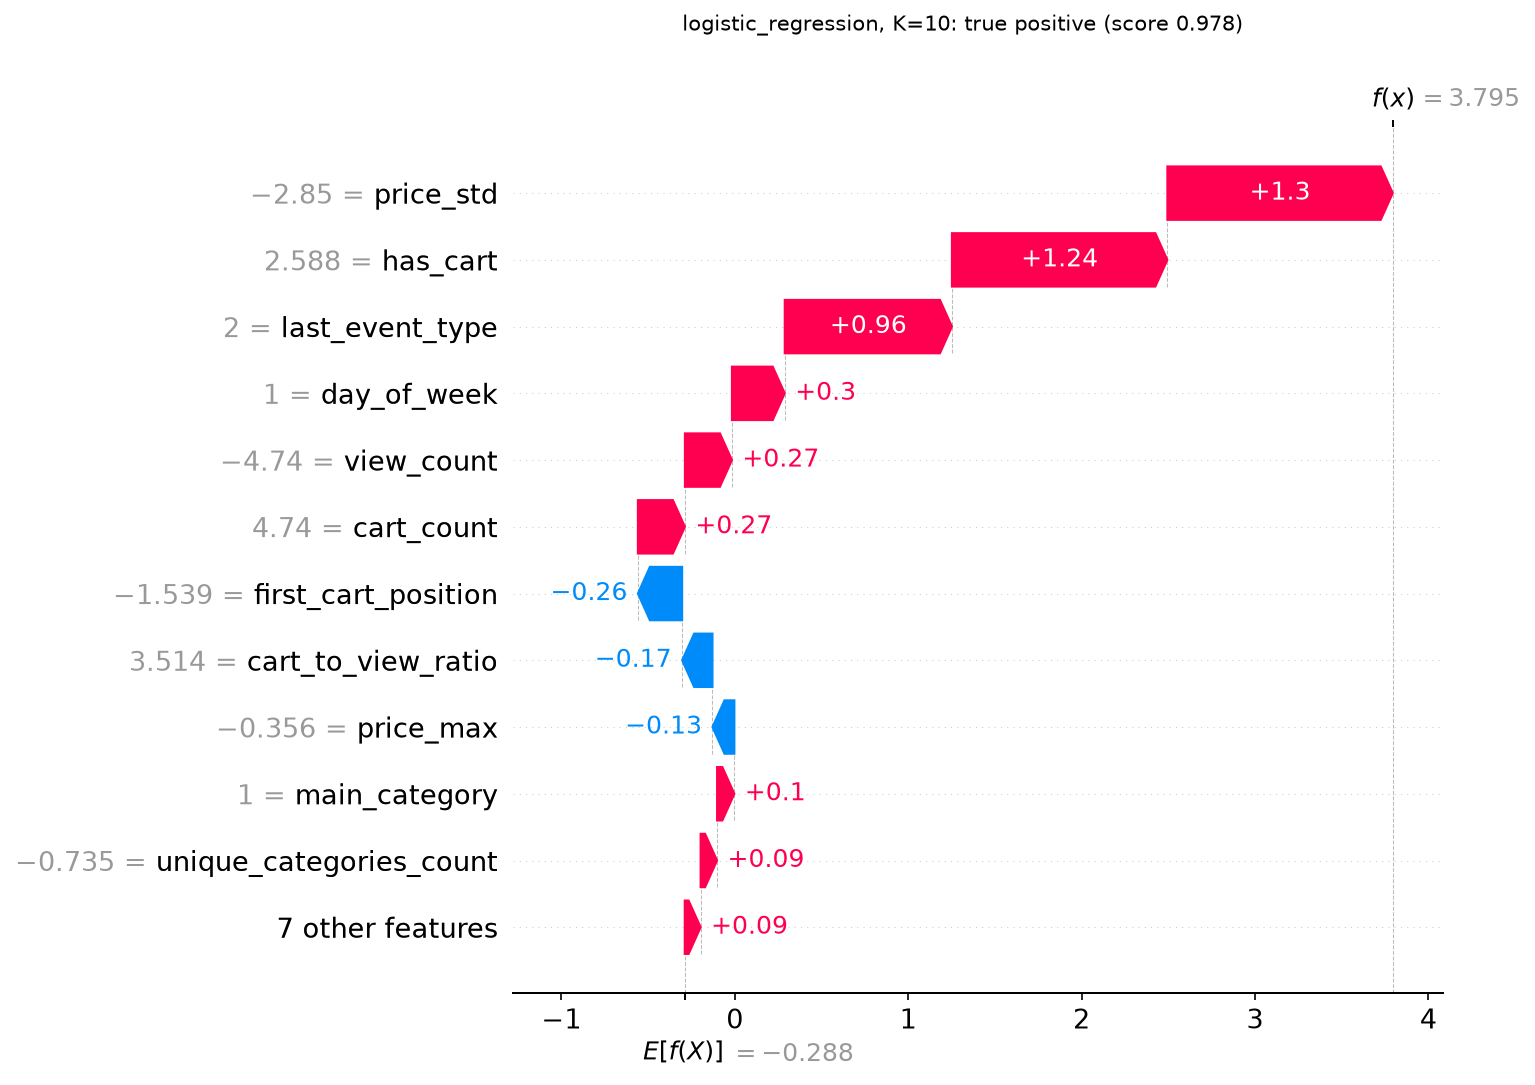 logistic_regression, K=10: true positive (score 0.978)
f(x) = 3.795
−2.85 = price_std +1.3
2.588 = has_cart +1.24
2 = last_event_type +0.96
1 = day_of_week +0.3
−4.74 = view_count +0.27
4.74 = cart_count +0.27
−1.539 = first_cart_position −0.26
3.514 = cart_to_view_ratio −0.17
−0.356 = price_max −0.13
1 = main_category +0.1
−0.735 = unique_categories_count +0.09
7 other features +0.09
−1 0 1 2 3 4
E[f(X)] = −0.288